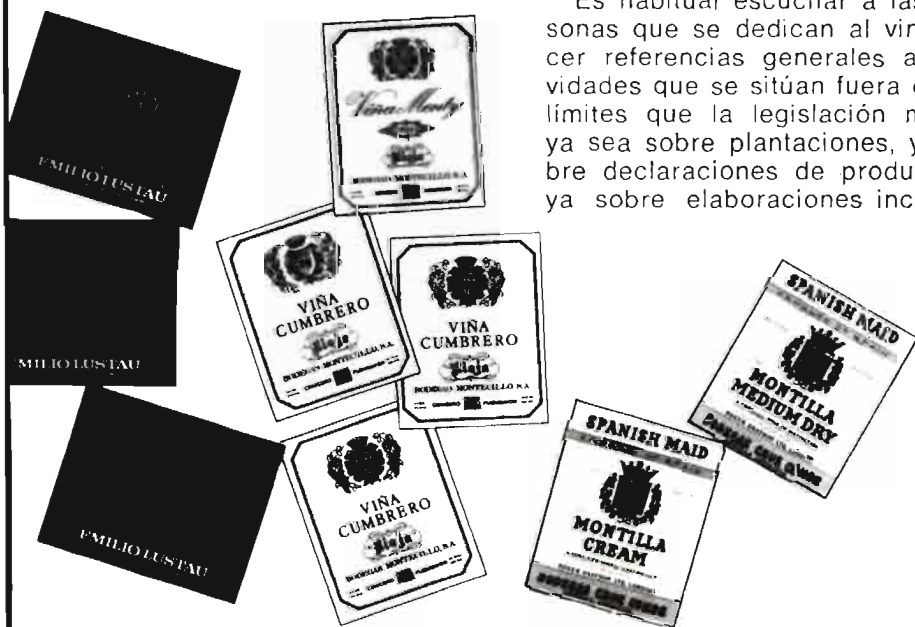 Es habitual escuchar a las
sonas que se dedican al vin
cer referencias generales a
vidades que se sitúan fuera
límites que la legislación
ya sea sobre plantaciones, y
bre declaraciones de produ
ya sobre elaboraciones inc
EMILIO LUSTAU
MILIO LUSTAU
EMILIO LUSTAU
Viña Monty
Rioja
BODEGAS MONTECILLO S.A.
VIÑA
CUMBRERO
Rioja
BODEGAS MONTECILLO, S.A.
VIÑA
CUMBRERO
Rioja
BODEGAS MONTECILLO S.A.
VIÑA
CUMBRERO
Rioja
BODEGAS MONTECILLO, S.A.
SPANISH MAID
MONTILLA
CREAM
SPANISH MAID
MONTILLA
MEDIUM DRY